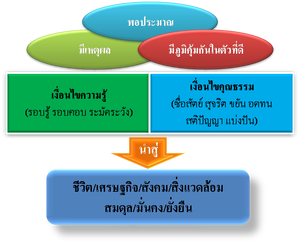 พอประมาณ
มีเหตุผล
มีภูมิคุ้มกันในตัวที่ดี
เงื่อนไขความรู้
(รอบรู้ รอบคอบ ระมัดระวัง)
เงื่อนไขคุณธรรม
(ซื่อสัตย์ สุจริต ขยัน อดทน
สติปัญญา แบ่งปัน)
นำสู่
ชีวิต/เศรษฐกิจ/สังคม/สิ่งแวดล้อม
สมดุล/มั่นคง/ยั่งยืน